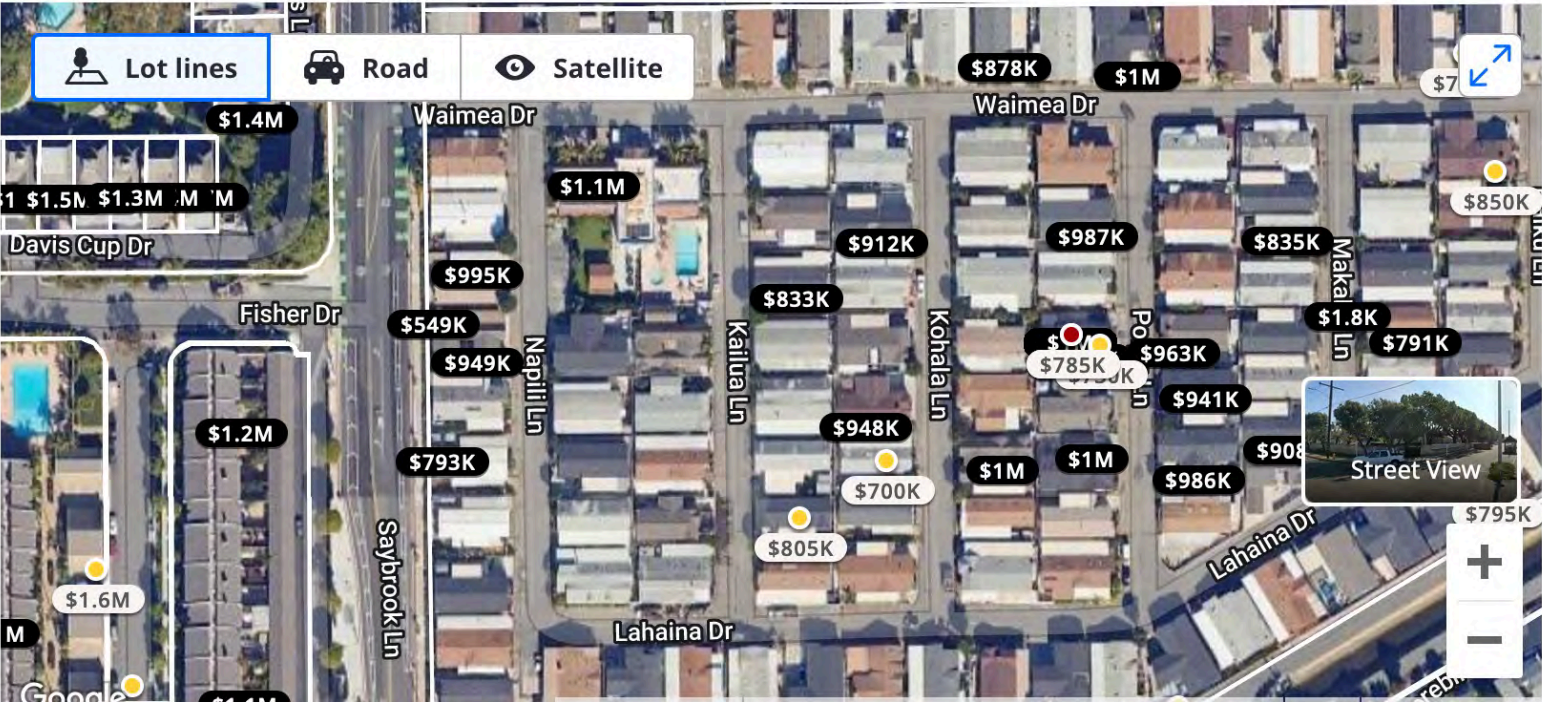 Lot lines
Road
Satellite
$878K
$1M
$1.4M
Waimea Dr
Waimea Dr
$1.1M
$1.5M
$1.3M
$850K
Davis Cup Dr
$912K
$987K
$835K
$995K
$833K
Fisher Dr
$549K
$1.8K
$949K
$785K
$963K
$791K
Napili Ln
Kailua Ln
Kohala Ln
$941K
$948K
$1.2M
$793K
$1M
$1M
Street View
$986K
$700K
$795K
$805K
Saybrook Ln
Lahaina Dr
$1.6M
Lahaina Dr
Google